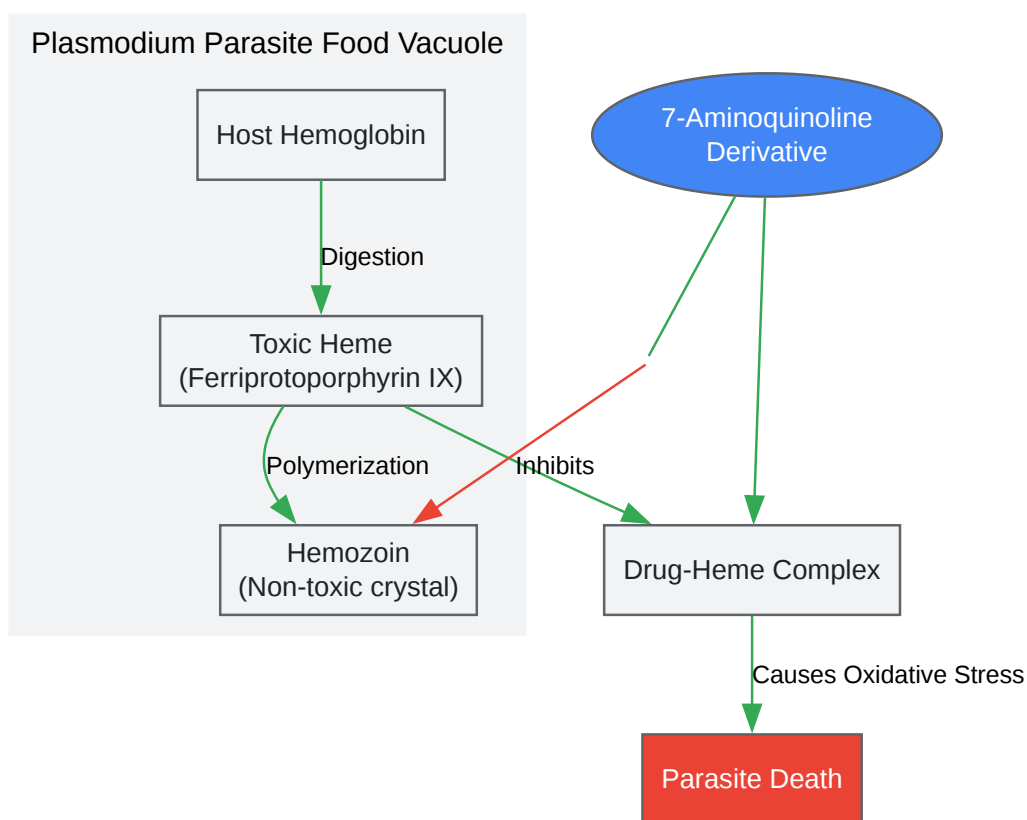 Plasmodium Parasite Food Vacuole
Host Hemoglobin
7-Aminoquinoline
Derivative
Digestion
Toxic Heme
(Ferriprotoporphyrin IX)
Polymerization
Inhibits
Hemozoin
(Non-toxic crystal)
Drug-Heme Complex
Causes Oxidative Stress
Parasite Death